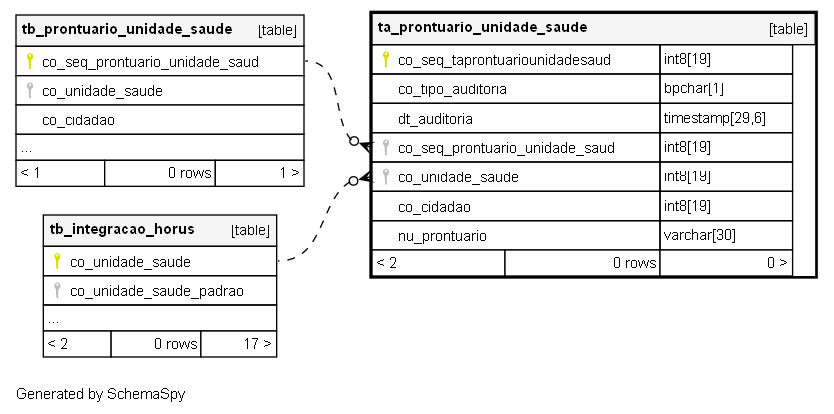 tb_prontuario_unidade_saude [table]
co_seq_prontuario_unidade_saud
co_unidade_saude
co_cidadao
...
< 1 0 rows 1 >
ta_prontuario_unidade_saude [table]
co_seq_taprontuariounidadesaud int8[19]
co_tipo_auditoria bpchar[1]
dt_auditoria timestamp[29,6]
co_seq_prontuario_unidade_saud int8[19]
co_unidade_saude int8[19]
co_cidadao int8[19]
nu_prontuario varchar[30]
< 2 0 rows 0 >
tb_integracao_horus [table]
co_unidade_saude
co_unidade_saude_padrao
...
< 2 0 rows 17 >
Generated by SchemaSpy